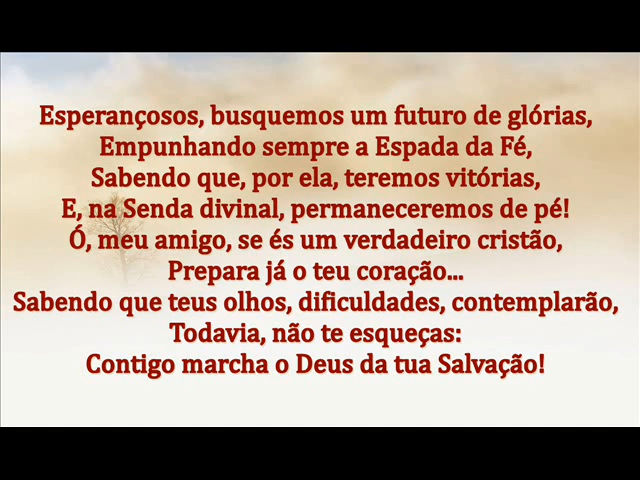 Esperançosos, busquemos um futuro de glórias,
Empunhando sempre a Espada da Fé,
Sabendo que, por ela, teremos vitórias,
E, na Senda divinal, permaneceremos de pé!
Ó, meu amigo, se és um verdadeiro cristão,
Prepara já o teu coração...
Sabendo que teus olhos, dificuldades, contemplarão,
Todavia, não te esqueças:
Contigo marcha o Deus da tua Salvação!